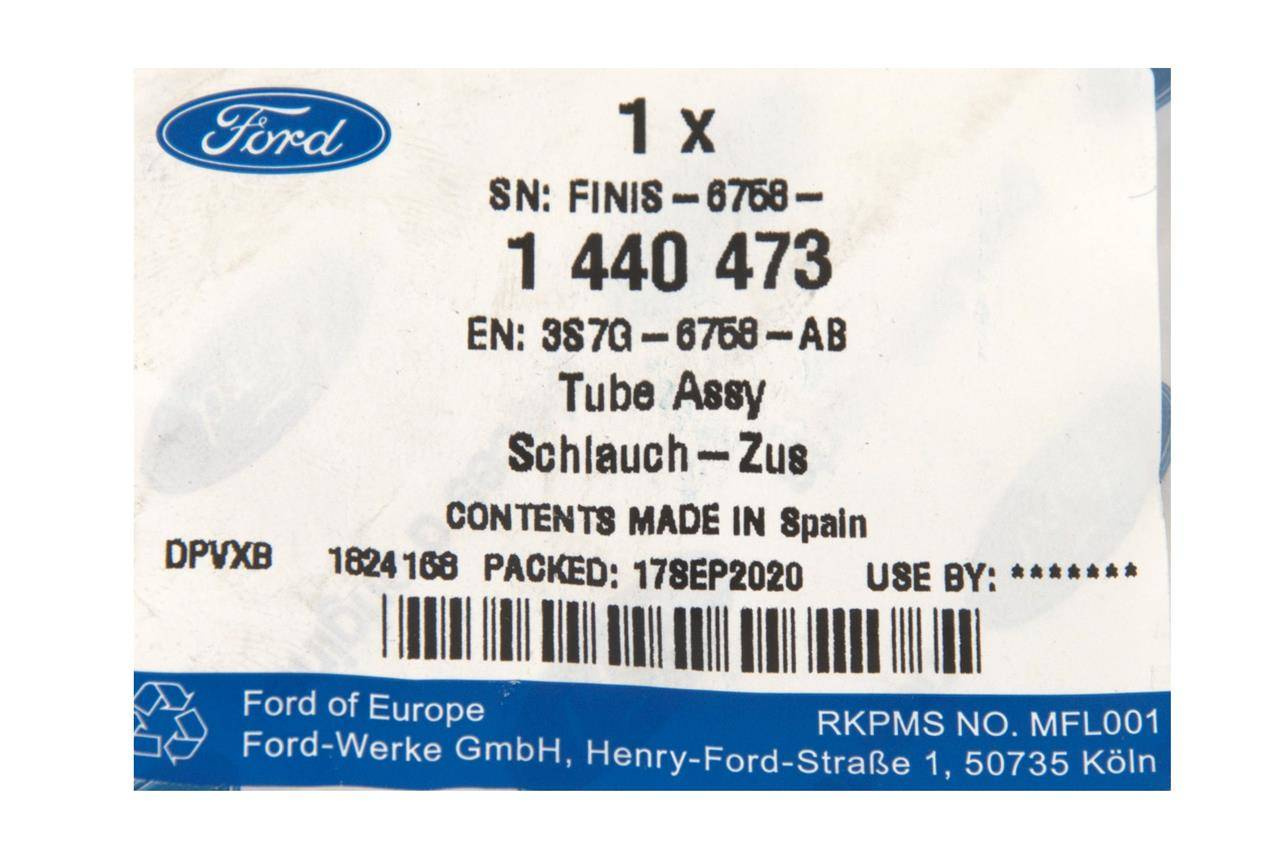 Ford
1 x
SN: FINIS-6758-
1 440 473
EN: 3S7G-6758-AB
Tube Assy
Schlauch-Zus
CONTENTS MADE IN Spain
DPVXB 1824168 PACKED: 17SEP2020 USE BY: *******
Ford of Europe
RKPMS NO. MFL001
Ford-Werke GmbH, Henry-Ford-Straße 1, 50735 Köln